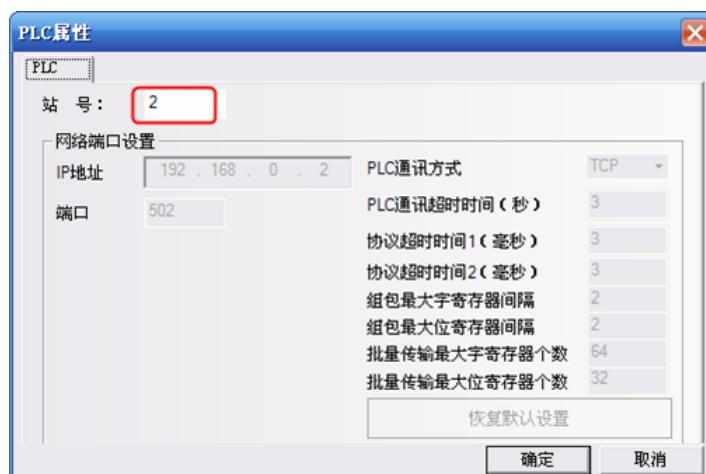 PLC属性
PLC
站 号： 2
网络端口设置
IP地址 192 . 168 . 0 . 2
端口 502
PLC通讯方式 TCP
PLC通讯超时时间（秒） 3
协议超时时间1（毫秒） 3
协议超时时间2（毫秒） 3
组包最大字寄存器间隔 2
组包最大位寄存器间隔 2
批量传输最大字寄存器个数 64
批量传输最大位寄存器个数 32
恢复默认设置
确定 取消